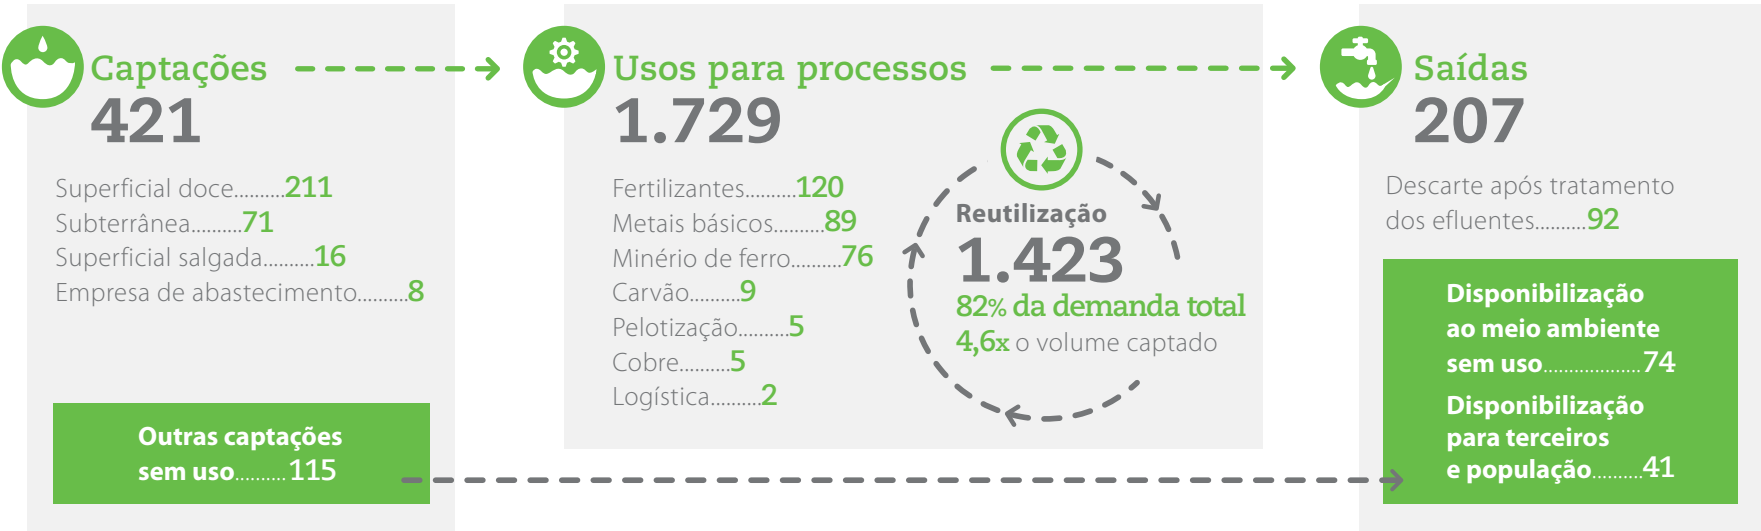 Captações
421
Superficial doce..........211
Subterrânea..........71
Superficial salgada..........16
Empresa de abastecimento..........8
Outras captações
sem uso..........115
Usos para processos
1.729
Fertilizantes..........120
Metais básicos..........89
Minério de ferro..........76
Carvão..........9
Pelotização..........5
Cobre..........5
Logística..........2
Reutilização
1.423
82% da demanda total
4,6x o volume captado
Saídas
207
Descarte após tratamento
dos efluentes..........92
Disponibilização
ao meio ambiente
sem uso...................74
Disponibilização
para terceiros
e população..........41